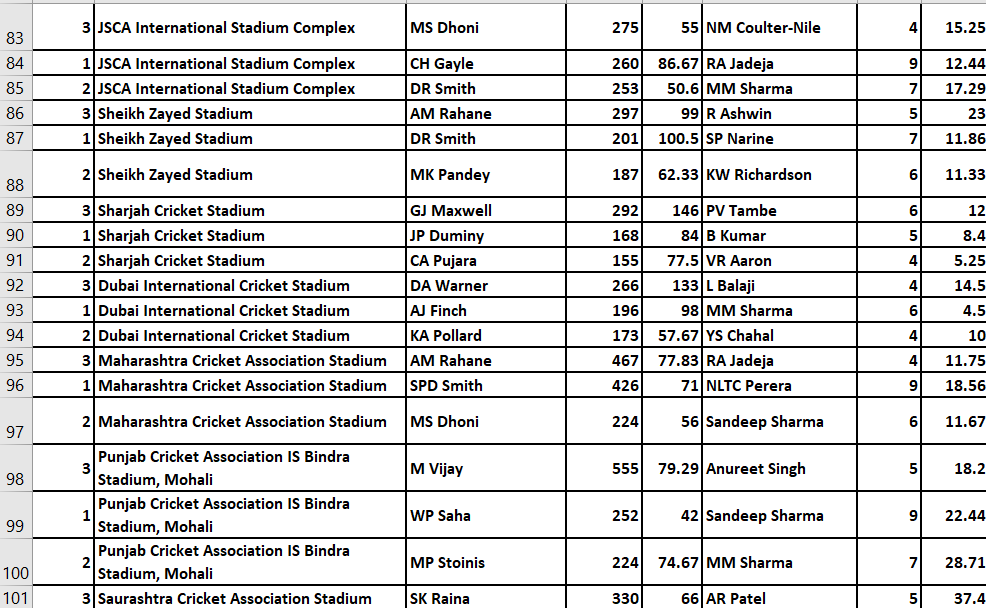 83 3 JSCA International Stadium Complex MS Dhoni 275 55 NM Coulter-Nile 4 15.25
84 1 JSCA International Stadium Complex CH Gayle 260 86.67 RA Jadeja 9 12.44
85 2 JSCA International Stadium Complex DR Smith 253 50.6 MM Sharma 7 17.29
86 3 Sheikh Zayed Stadium AM Rahane 297 99 R Ashwin 5 23
87 1 Sheikh Zayed Stadium DR Smith 201 100.5 SP Narine 7 11.86
88 2 Sheikh Zayed Stadium MK Pandey 187 62.33 KW Richardson 6 11.33
89 3 Sharjah Cricket Stadium GJ Maxwell 292 146 PV Tambe 6 12
90 1 Sharjah Cricket Stadium JP Duminy 168 84 B Kumar 5 8.4
91 2 Sharjah Cricket Stadium CA Pujara 155 77.5 VR Aaron 4 5.25
92 3 Dubai International Cricket Stadium DA Warner 266 133 L Balaji 4 14.5
93 1 Dubai International Cricket Stadium AJ Finch 196 98 MM Sharma 6 4.5
94 2 Dubai International Cricket Stadium KA Pollard 173 57.67 YS Chahal 4 10
95 3 Maharashtra Cricket Association Stadium AM Rahane 467 77.83 RA Jadeja 4 11.75
96 1 Maharashtra Cricket Association Stadium SPD Smith 426 71 NLTC Perera 9 18.56
97 2 Maharashtra Cricket Association Stadium MS Dhoni 224 56 Sandeep Sharma 6 11.67
98 3 Punjab Cricket Association IS Bindra
Stadium, Mohali M Vijay 555 79.29 Anureet Singh 5 18.2
99 1 Punjab Cricket Association IS Bindra
Stadium, Mohali WP Saha 252 42 Sandeep Sharma 9 22.44
100 2 Punjab Cricket Association IS Bindra
Stadium, Mohali MP Stoinis 224 74.67 MM Sharma 7 28.71
101 3 Saurashtra Cricket Association Stadium SK Raina 330 66 AR Patel 5 37.4